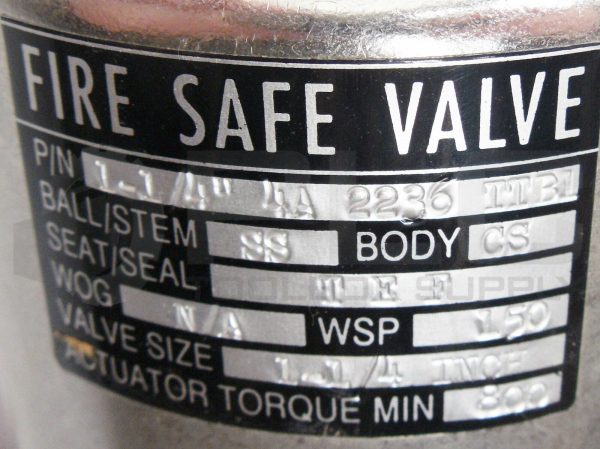 FIRE SAFE VALVE
P/N 1-1/4" 4A 2236 TTB1
BALL/STEM SS BODY CS
SEAT/SEAL
WOG N/A WSP 150
VALVE SIZE 1-1/4 INCH
ACTUATOR TORQUE MIN 800